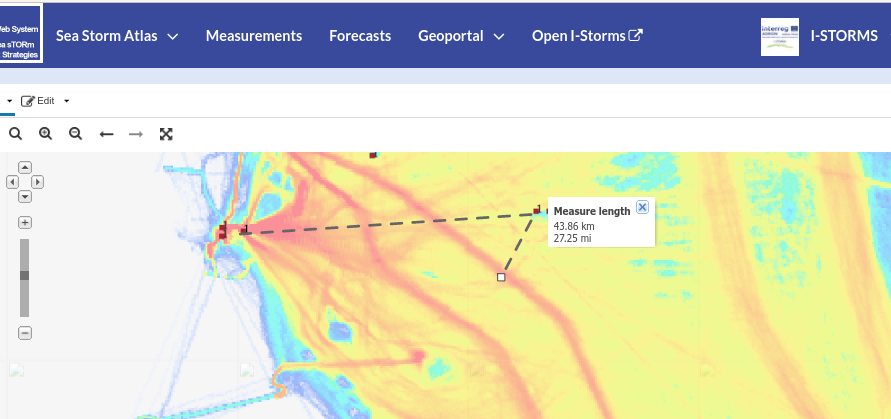 Web System
ea sTORm
Strategies
Sea Storm Atlas
Measurements
Forecasts
Geoportal
Open I-Storms
interreg
ADRION
I-STORMS
Edit
Measure length
43.86 km
27.25 mi